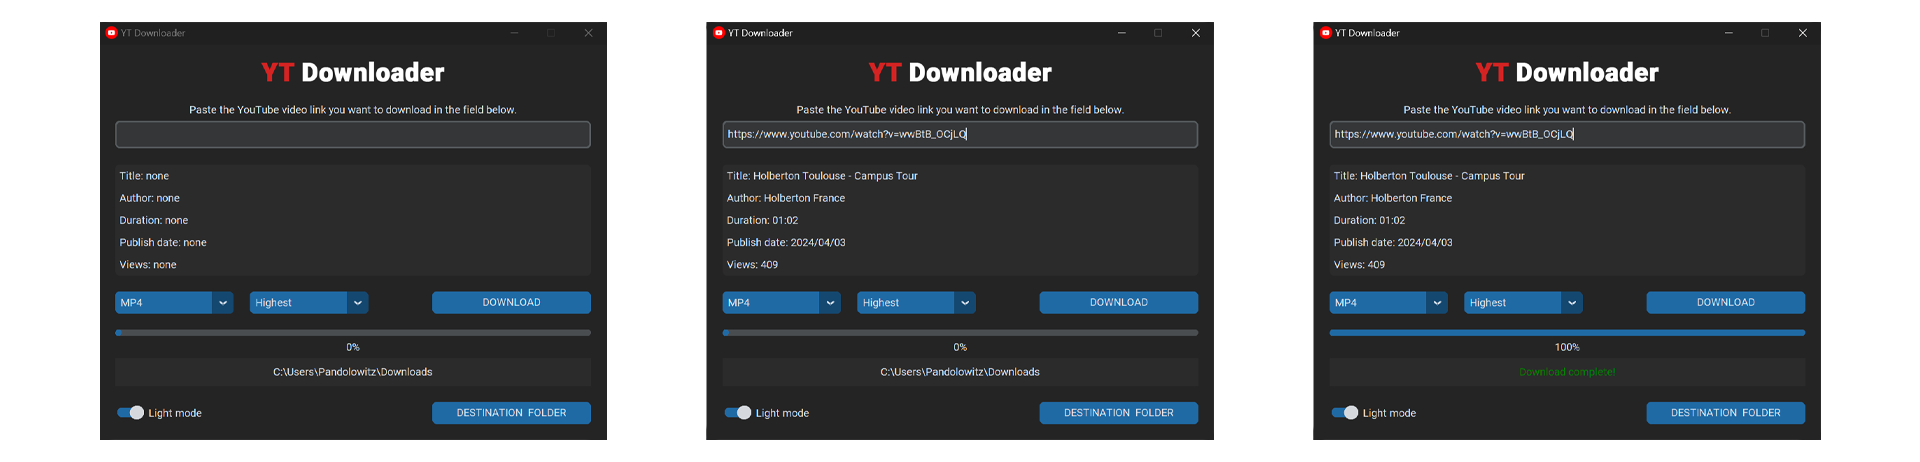 YT Downloader
YT Downloader
Paste the YouTube video link you want to download in the field below.
Title: none
Author: none
Duration: none
Publish date: none
Views: none
MP4 Highest DOWNLOAD
0%
C:\Users\Pandolowitz\Downloads
Light mode DESTINATION FOLDER
YT Downloader
YT Downloader
Paste the YouTube video link you want to download in the field below.
https://www.youtube.com/watch?v=wwBtB_OCjLQ
Title: Holberton Toulouse - Campus Tour
Author: Holberton France
Duration: 01:02
Publish date: 2024/04/03
Views: 409
MP4 Highest DOWNLOAD
0%
C:\Users\Pandolowitz\Downloads
Light mode DESTINATION FOLDER
YT Downloader
YT Downloader
Paste the YouTube video link you want to download in the field below.
https://www.youtube.com/watch?v=wwBtB_OCjLQ
Title: Holberton Toulouse - Campus Tour
Author: Holberton France
Duration: 01:02
Publish date: 2024/04/03
Views: 409
MP4 Highest DOWNLOAD
100%
Download complete!
Light mode DESTINATION FOLDER